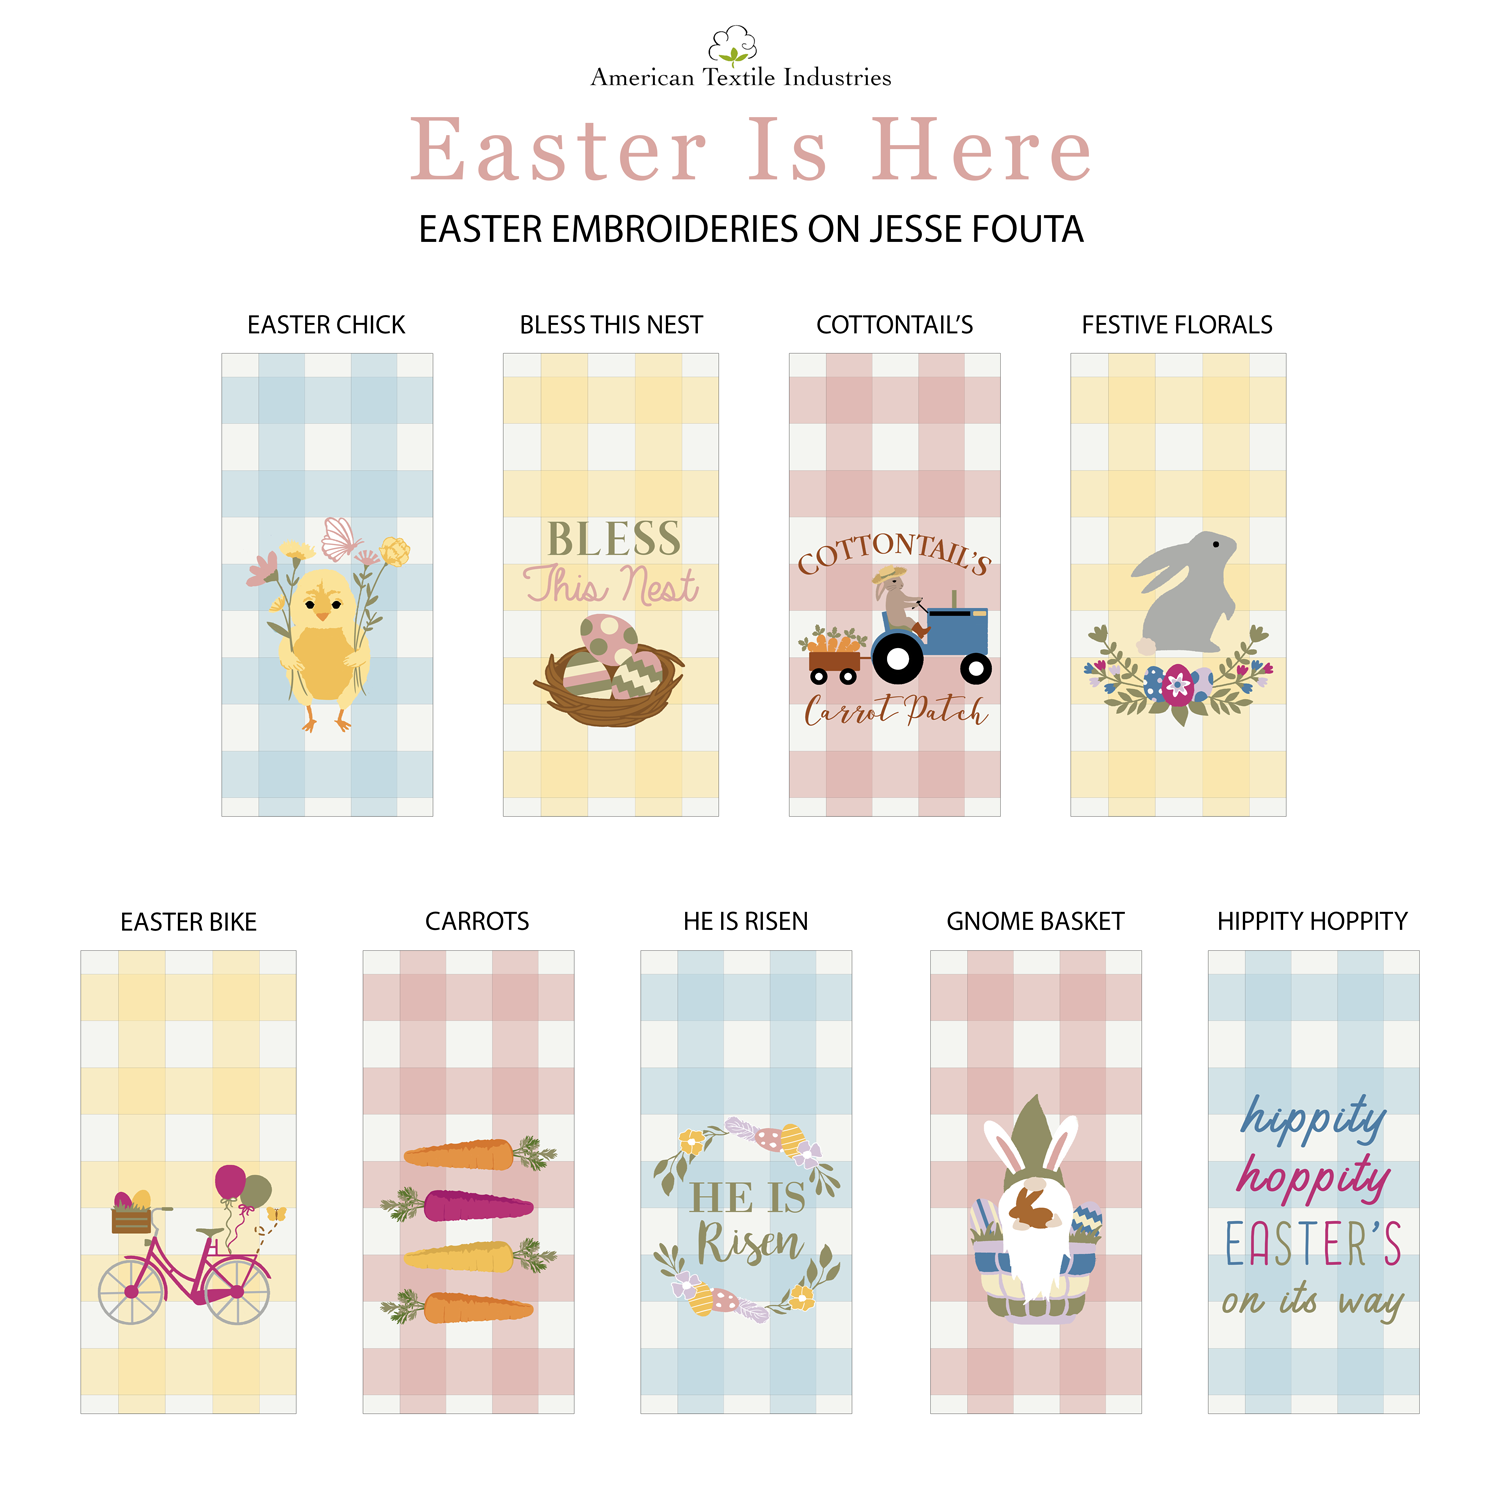 American Textile Industries
Easter Is Here
EASTER EMBROIDERIES ON JESSE FOUTA
EASTER CHICK
BLESS THIS NEST
COTTONTAIL'S
FESTIVE FLORALS
BLESS
This Nest
COTTONTAIL'S
Carrot Patch
EASTER BIKE
CARROTS
HE IS RISEN
GNOME BASKET
HIPPITY HOPPITY
HE IS
Risen
hippity
hoppity
EASTER'S
on its way